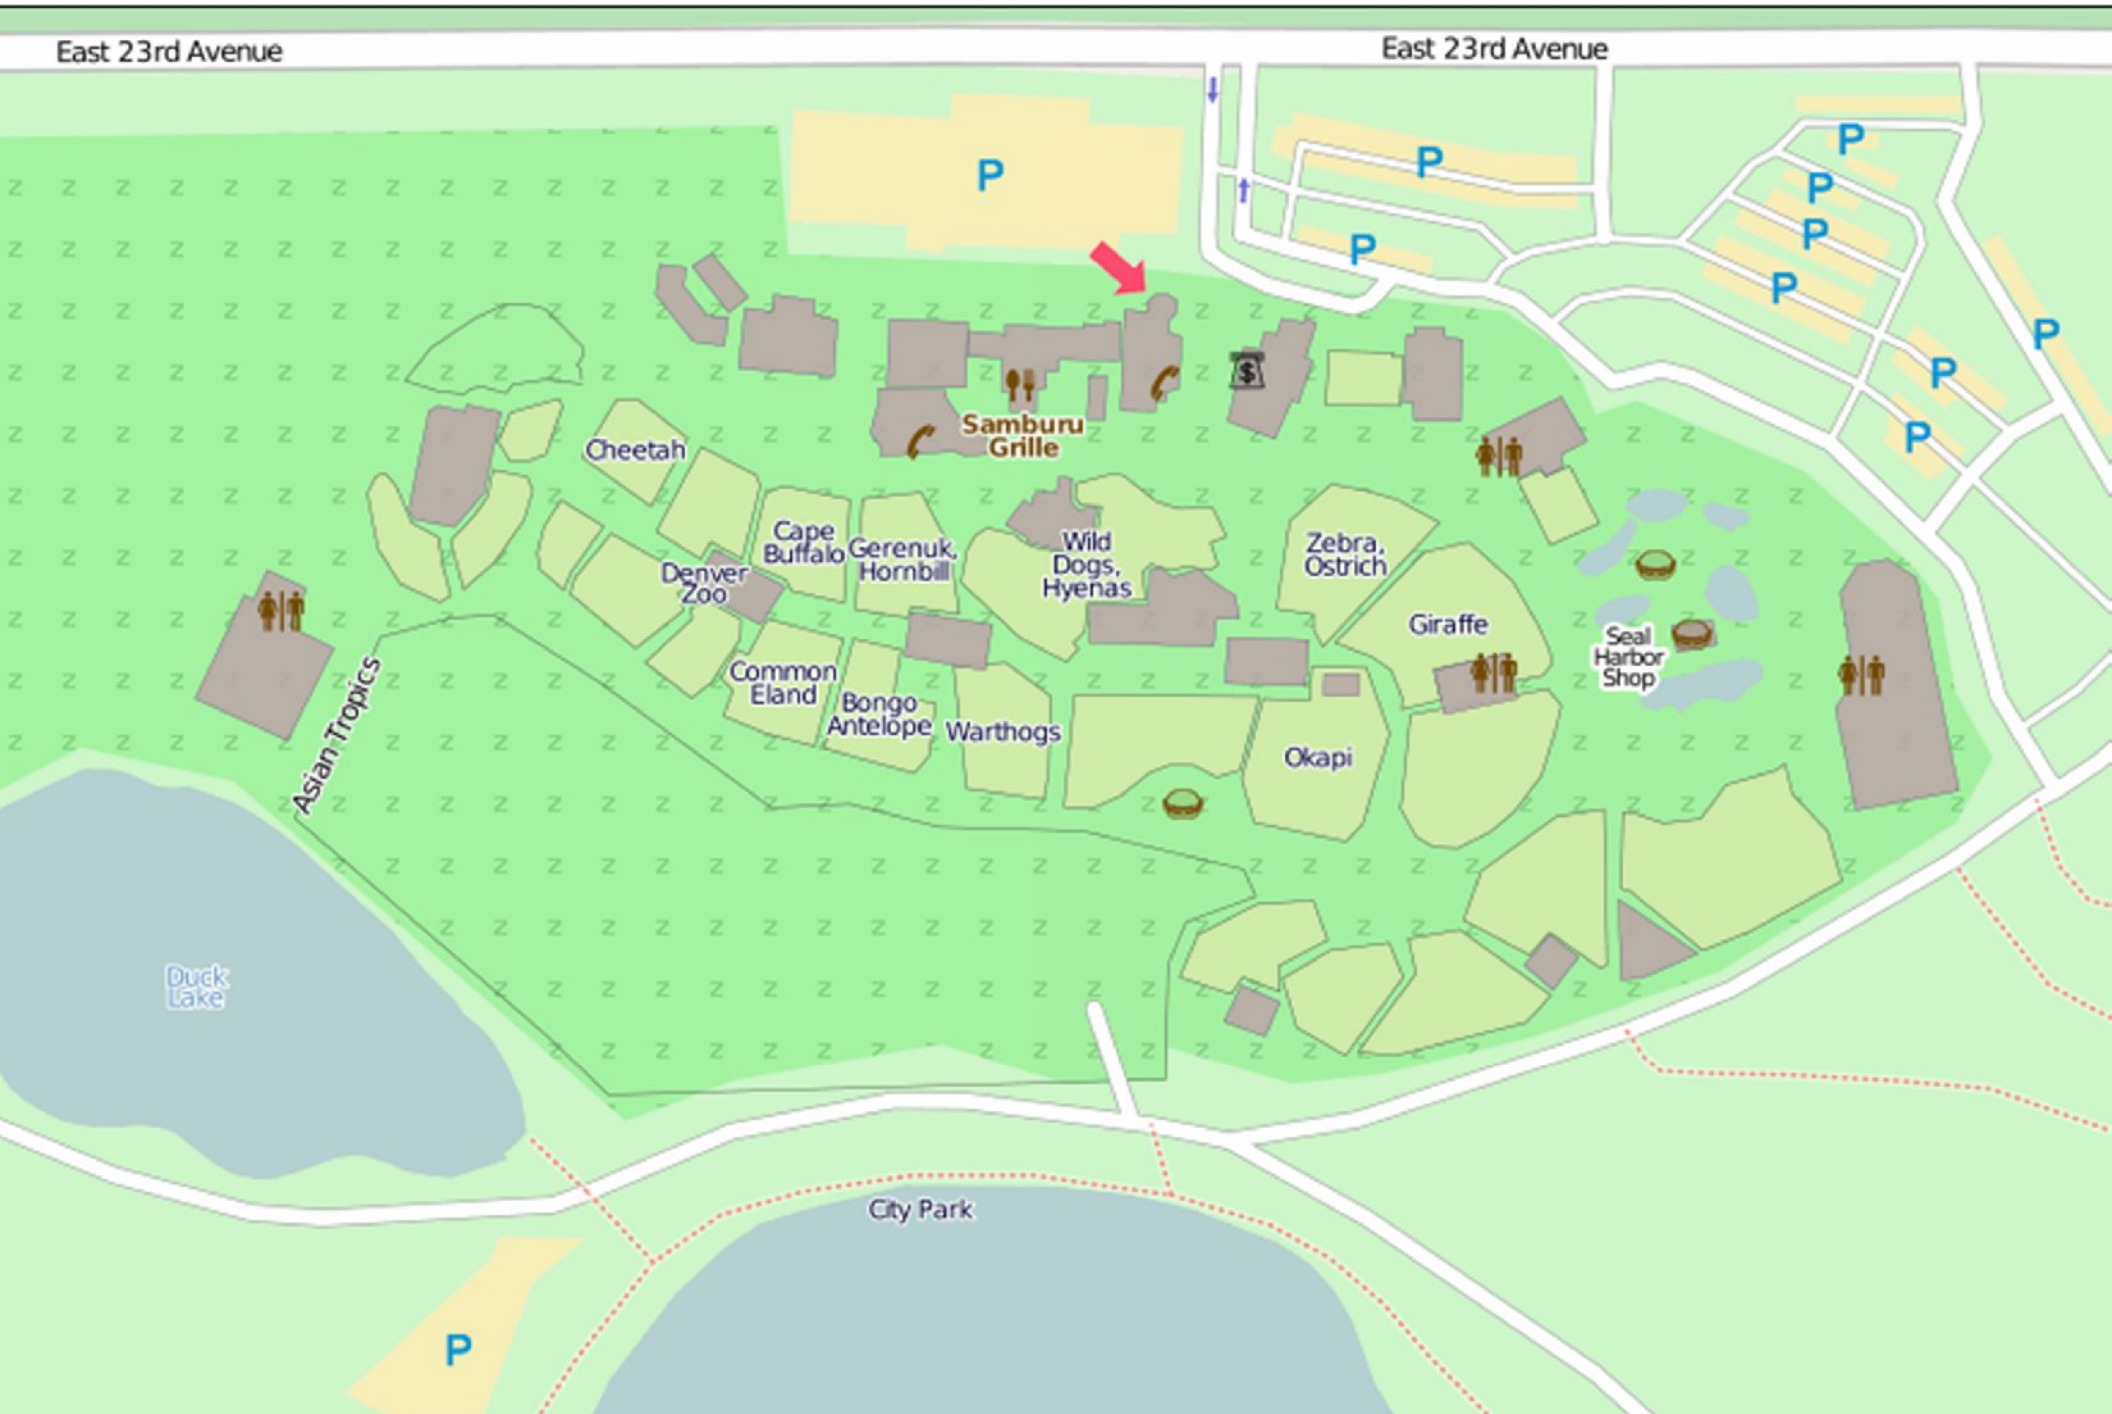 East 23rd Avenue
East 23rd Avenue
P
P
P
P
P
P
P
P
P
P
$
Samburu
Grille
Cheetah
Cape
Buffalo
Gerenuk,
Hornbill
Wild
Dogs,
Hyenas
Zebra,
Ostrich
Denver
Zoo
Giraffe
Seal
Harbor
Shop
Common
Eland
Bongo
Antelope
Warthogs
Okapi
Asian Tropics
Duck
Lake
City Park
P